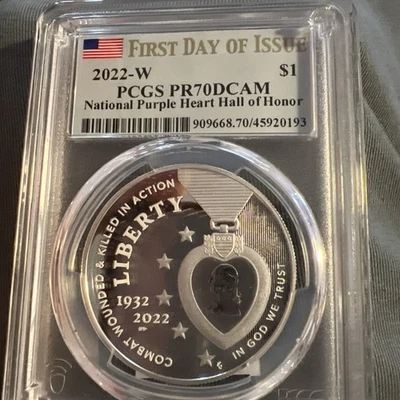 FIRST DAY OF ISSUE
2022-W $1
PCGS PR70DCAM
National Purple Heart Hall of Honor
909668.70/45920193
COMBAT WOUNDED & KILLED IN ACTION
LIBERTY
1932
2022
IN GOD WE TRUST